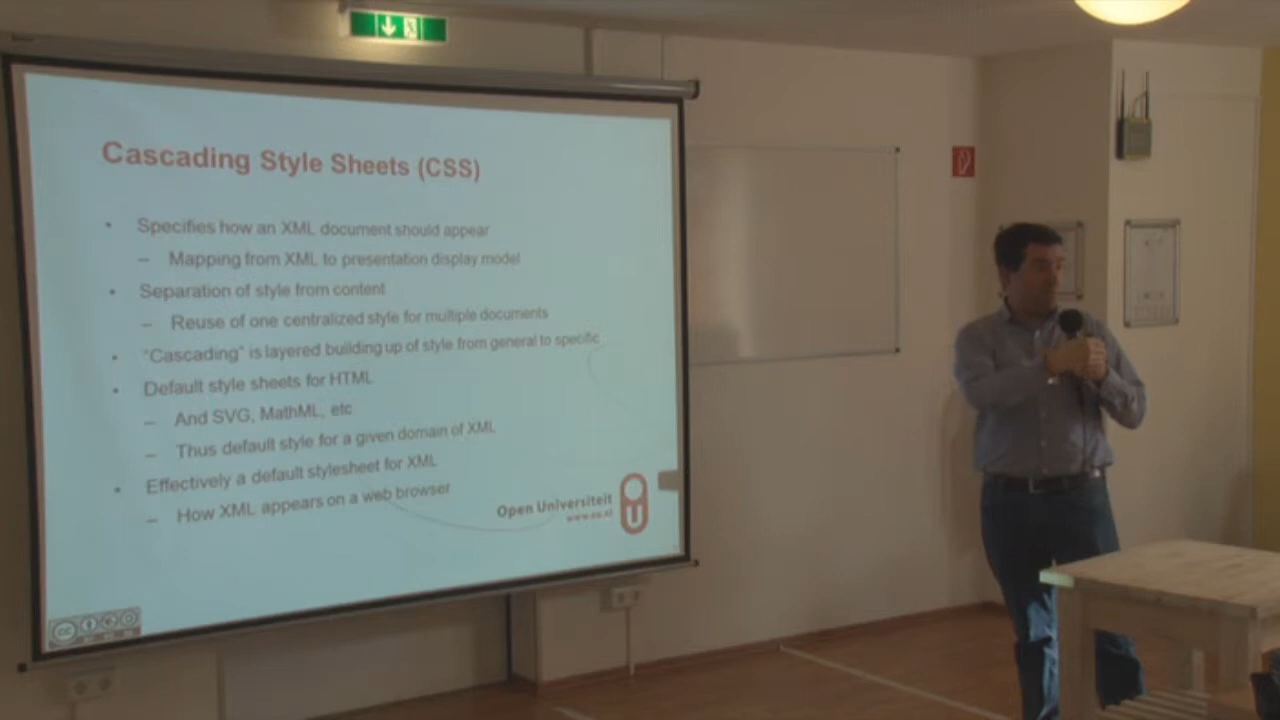 Cascading Style Sheets (CSS)
• Specifies how an XML document should appear
– Mapping from XML to presentation display model
• Separation of style from content
– Reuse of one centralized style for multiple documents
• "Cascading" is layered building up of style from general to specific
• Default style sheets for HTML
– And SVG, MathML, etc
– Thus default style for a given domain of XML
• Effectively a default stylesheet for XML
– How XML appears on a web browser
Open Universiteit
www.ou.nl